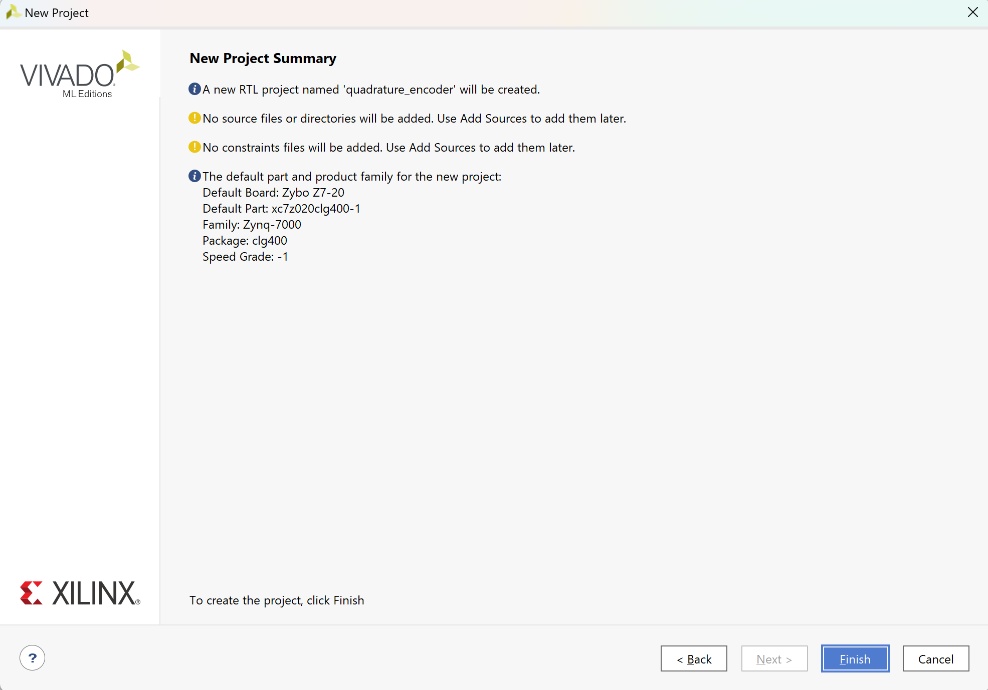 New Project
VIVADO
ML Editions
New Project Summary
A new RTL project named 'quadrature_encoder' will be created.
No source files or directories will be added. Use Add Sources to add them later.
No constraints files will be added. Use Add Sources to add them later.
The default part and product family for the new project:
Default Board: Zybo Z7-20
Default Part: xc7z020clg400-1
Family: Zynq-7000
Package: clg400
Speed Grade: -1
XILINX®
To create the project, click Finish
? < Back Next > Finish Cancel